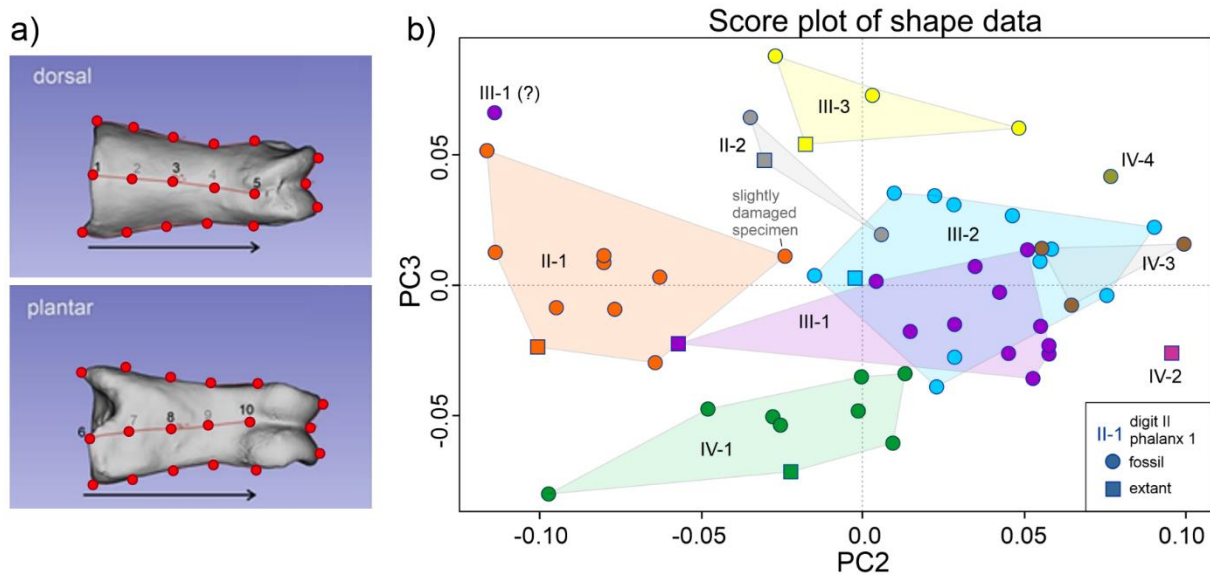 a)
dorsal
1 2 3 4 5
plantar
6 7 8 9 10
b)
Score plot of shape data
III-1 (?)
III-3
II-2
IV-4
slightly
damaged
specimen
III-2
II-1
IV-3
III-1
IV-2
IV-1
II-1 digit II
phalanx 1
fossil
extant
PC3
0.05
0.0
-0.05
-0.10 -0.05 0.0 0.05 0.10
PC2